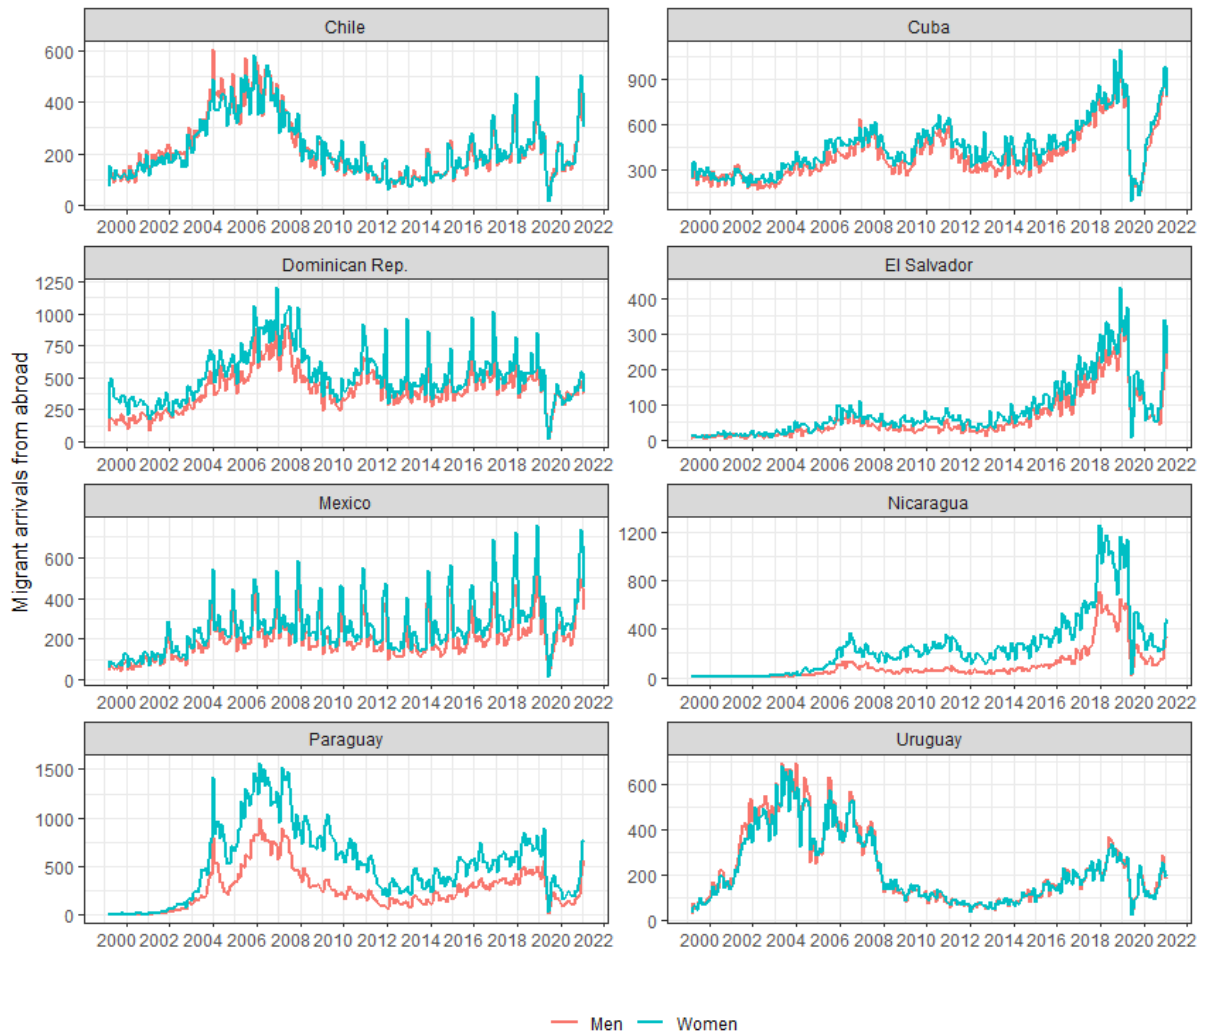 Chile
Cuba
600
400
200
0
900
600
300
2000 2002 2004 2006 2008 2010 2012 2014 2016 2018 2020 2022
2000 2002 2004 2006 2008 2010 2012 2014 2016 2018 2020 2022
Dominican Rep.
El Salvador
1250
1000
750
500
250
0
400
300
200
100
0
2000 2002 2004 2006 2008 2010 2012 2014 2016 2018 2020 2022
2000 2002 2004 2006 2008 2010 2012 2014 2016 2018 2020 2022
Migrant arrivals from abroad
Mexico
Nicaragua
600
400
200
0
1200
800
400
0
2000 2002 2004 2006 2008 2010 2012 2014 2016 2018 2020 2022
2000 2002 2004 2006 2008 2010 2012 2014 2016 2018 2020 2022
Paraguay
Uruguay
1500
1000
500
0
600
400
200
0
2000 2002 2004 2006 2008 2010 2012 2014 2016 2018 2020 2022
2000 2002 2004 2006 2008 2010 2012 2014 2016 2018 2020 2022
Men Women